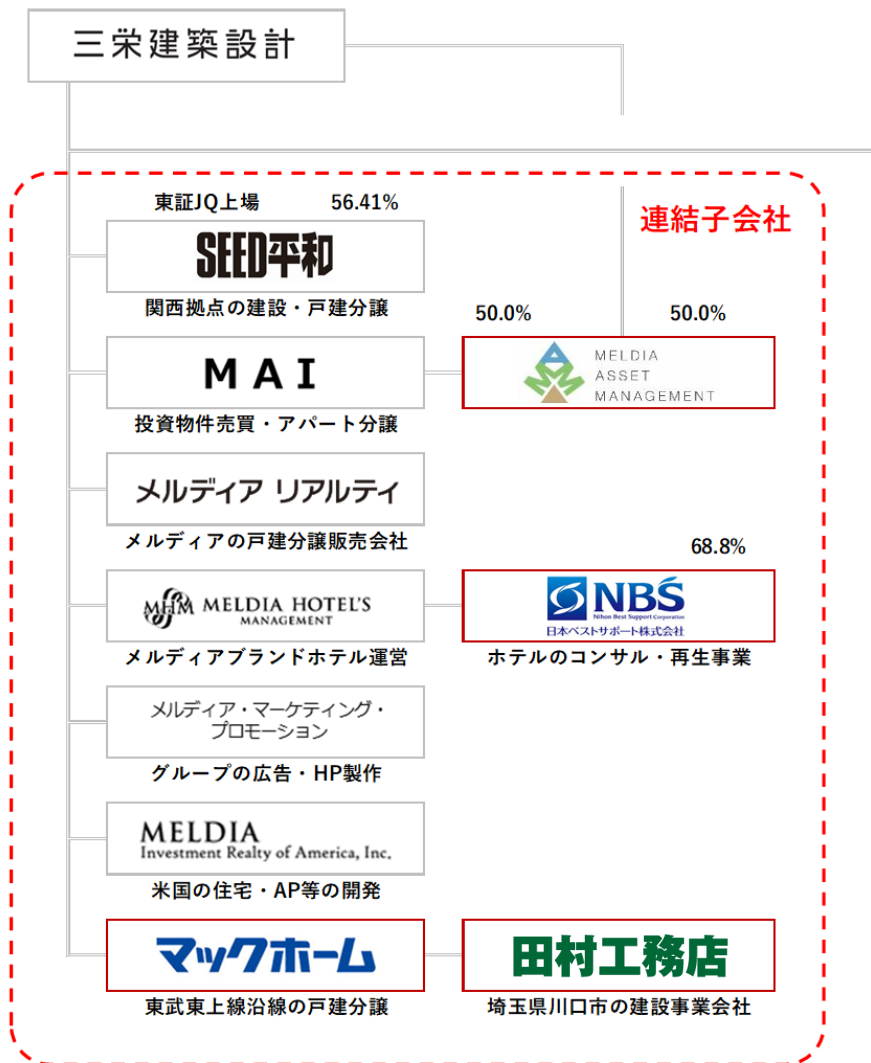 三栄建築設計
連結子会社
東証JQ上場 56.41%
SEED平和
関西拠点の建設・戸建分譲
50.0% 50.0%
MAI
MELDIA
ASSET
MANAGEMENT
投資物件売買・アパート分譲
メルディア リアルティ
メルディアの戸建分譲販売会社
68.8%
MHM MELDIA HOTEL'S
MANAGEMENT
NBS
Nihon Best Support Corporation
日本ベストサポート株式会社
メルディアブランドホテル運営
ホテルのコンサル・再生事業
メルディア・マーケティング・
プロモーション
グループの広告・HP製作
MELDIA
Investment Realty of America, Inc.
米国の住宅・AP等の開発
マックホーム
田村工務店
東武東上線沿線の戸建分譲
埼玉県川口市の建設事業会社